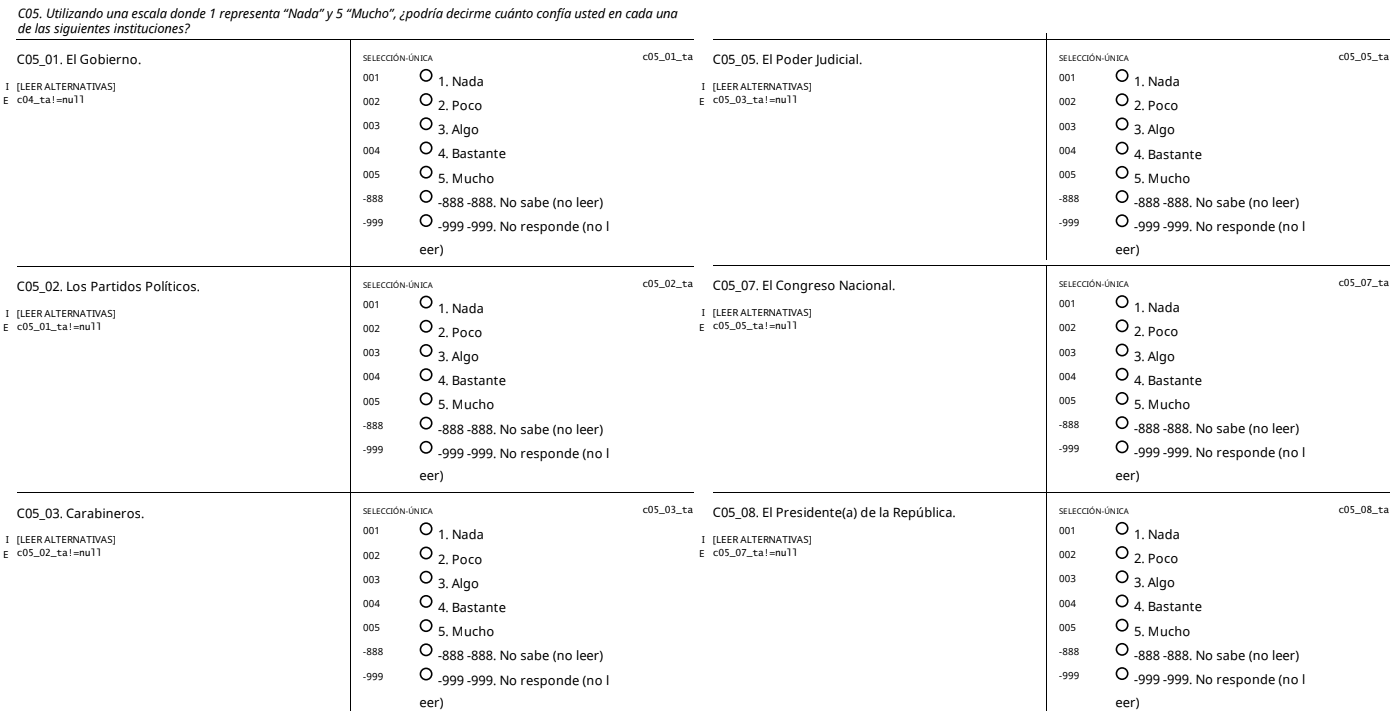 C05. Utilizando una escala donde 1 representa “Nada” y 5 “Mucho”, ¿podría decirme cuánto confía usted en cada una
de las siguientes instituciones?
C05_01. El Gobierno.
I [LEER ALTERNATIVAS]
E c04_ta!=null
SELECCIÓN-ÚNICA c05_01_ta
001 1. Nada
002 2. Poco
003 3. Algo
004 4. Bastante
005 5. Mucho
-888 -888 -888. No sabe (no leer)
-999 -999 -999. No responde (no l
eer)
C05_02. Los Partidos Políticos.
I [LEER ALTERNATIVAS]
E c05_01_ta!=null
SELECCIÓN-ÚNICA c05_02_ta
001 1. Nada
002 2. Poco
003 3. Algo
004 4. Bastante
005 5. Mucho
-888 -888 -888. No sabe (no leer)
-999 -999 -999. No responde (no l
eer)
C05_03. Carabineros.
I [LEER ALTERNATIVAS]
E c05_02_ta!=null
SELECCIÓN-ÚNICA c05_03_ta
001 1. Nada
002 2. Poco
003 3. Algo
004 4. Bastante
005 5. Mucho
-888 -888 -888. No sabe (no leer)
-999 -999 -999. No responde (no l
eer)
C05_05. El Poder Judicial.
I [LEER ALTERNATIVAS]
E c05_03_ta!=null
SELECCIÓN-ÚNICA c05_05_ta
001 1. Nada
002 2. Poco
003 3. Algo
004 4. Bastante
005 5. Mucho
-888 -888 -888. No sabe (no leer)
-999 -999 -999. No responde (no l
eer)
C05_07. El Congreso Nacional.
I [LEER ALTERNATIVAS]
E c05_05_ta!=null
SELECCIÓN-ÚNICA c05_07_ta
001 1. Nada
002 2. Poco
003 3. Algo
004 4. Bastante
005 5. Mucho
-888 -888 -888. No sabe (no leer)
-999 -999 -999. No responde (no l
eer)
C05_08. El Presidente(a) de la República.
I [LEER ALTERNATIVAS]
E c05_07_ta!=null
SELECCIÓN-ÚNICA c05_08_ta
001 1. Nada
002 2. Poco
003 3. Algo
004 4. Bastante
005 5. Mucho
-888 -888 -888. No sabe (no leer)
-999 -999 -999. No responde (no l
eer)